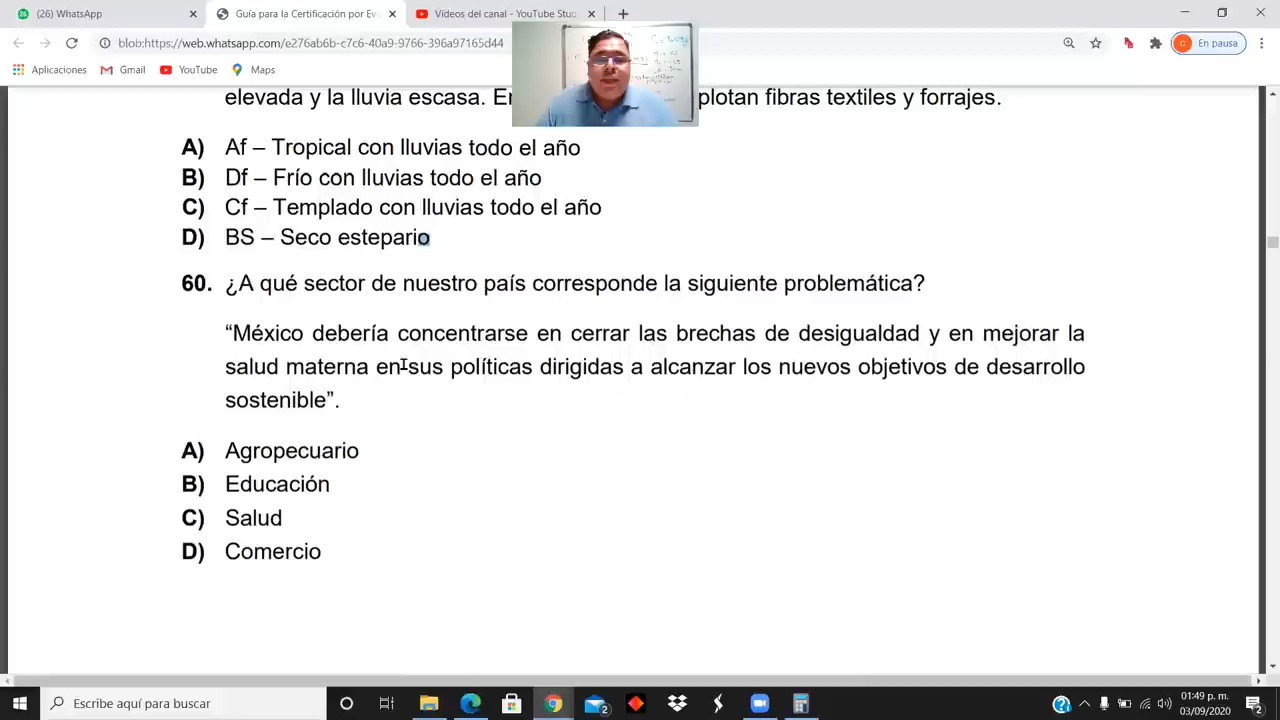 (26) WhatsApp
Guía para la Certificación por Ev
Vídeos del canal - YouTube Stu
blob:https://web.whatsapp.com/e276ab6b-7c6-40a9-9766-396a97165d44
En pausa
Aplicaciones
Gmail
YouTube
Maps
elevada y la lluvia escasa. En plotan fibras textiles y forrajes.
A) Af – Tropical con lluvias todo el año
B) Df – Frío con lluvias todo el año
C) Cf – Templado con lluvias todo el año
D) BS – Seco estepario
60. ¿A qué sector de nuestro país corresponde la siguiente problemática?
“México debería concentrarse en cerrar las brechas de desigualdad y en mejorar la
salud materna en sus políticas dirigidas a alcanzar los nuevos objetivos de desarrollo
sostenible”.
A) Agropecuario
B) Educación
C) Salud
D) Comercio
Escribe aquí para buscar
01:49 p. m.
03/09/2020
2